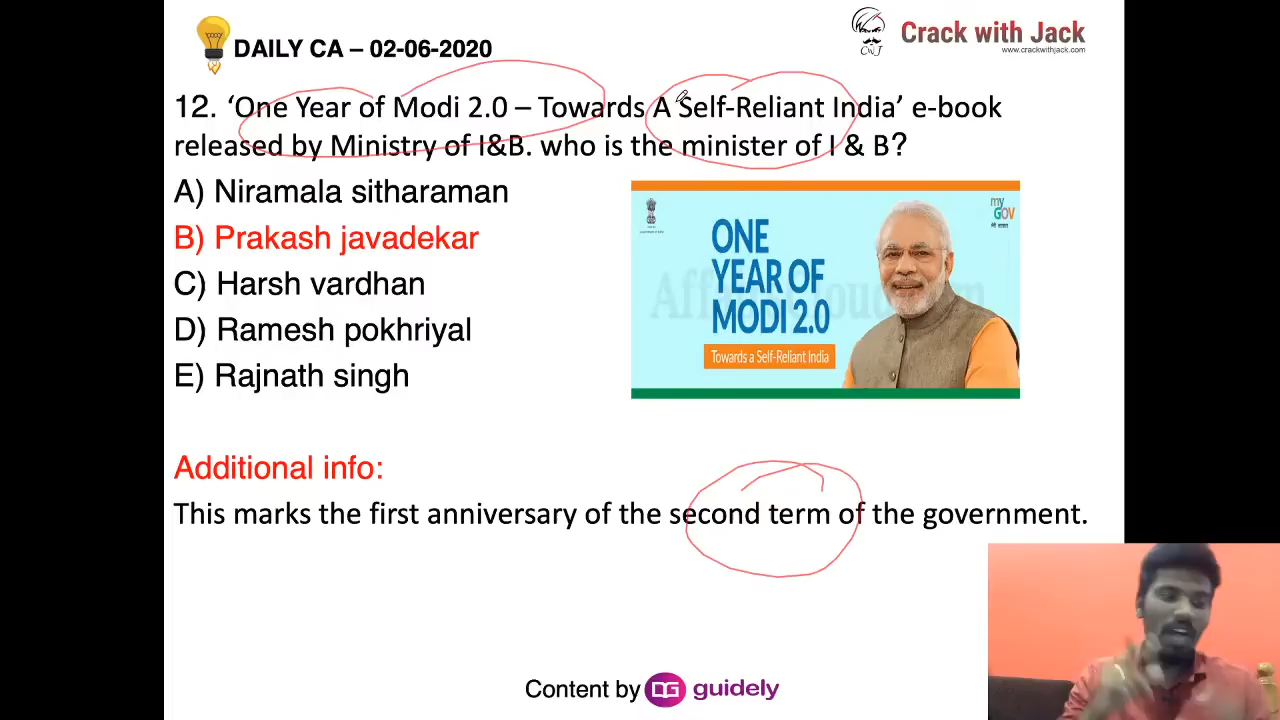 DAILY CA – 02-06-2020
Crack with Jack
www.crackwithjack.com
CWJ
12. ‘One Year of Modi 2.0 – Towards A Self-Reliant India’ e-book
released by Ministry of I&B. who is the minister of I & B?
A) Niramala sitharaman
B) Prakash javadekar
C) Harsh vardhan
D) Ramesh pokhriyal
E) Rajnath singh
my
GOV
मेरी सरकार
ONE
YEAR OF
MODI 2.0
Towards a Self-Reliant India
Additional info:
This marks the first anniversary of the second term of the government.
Content by guidely